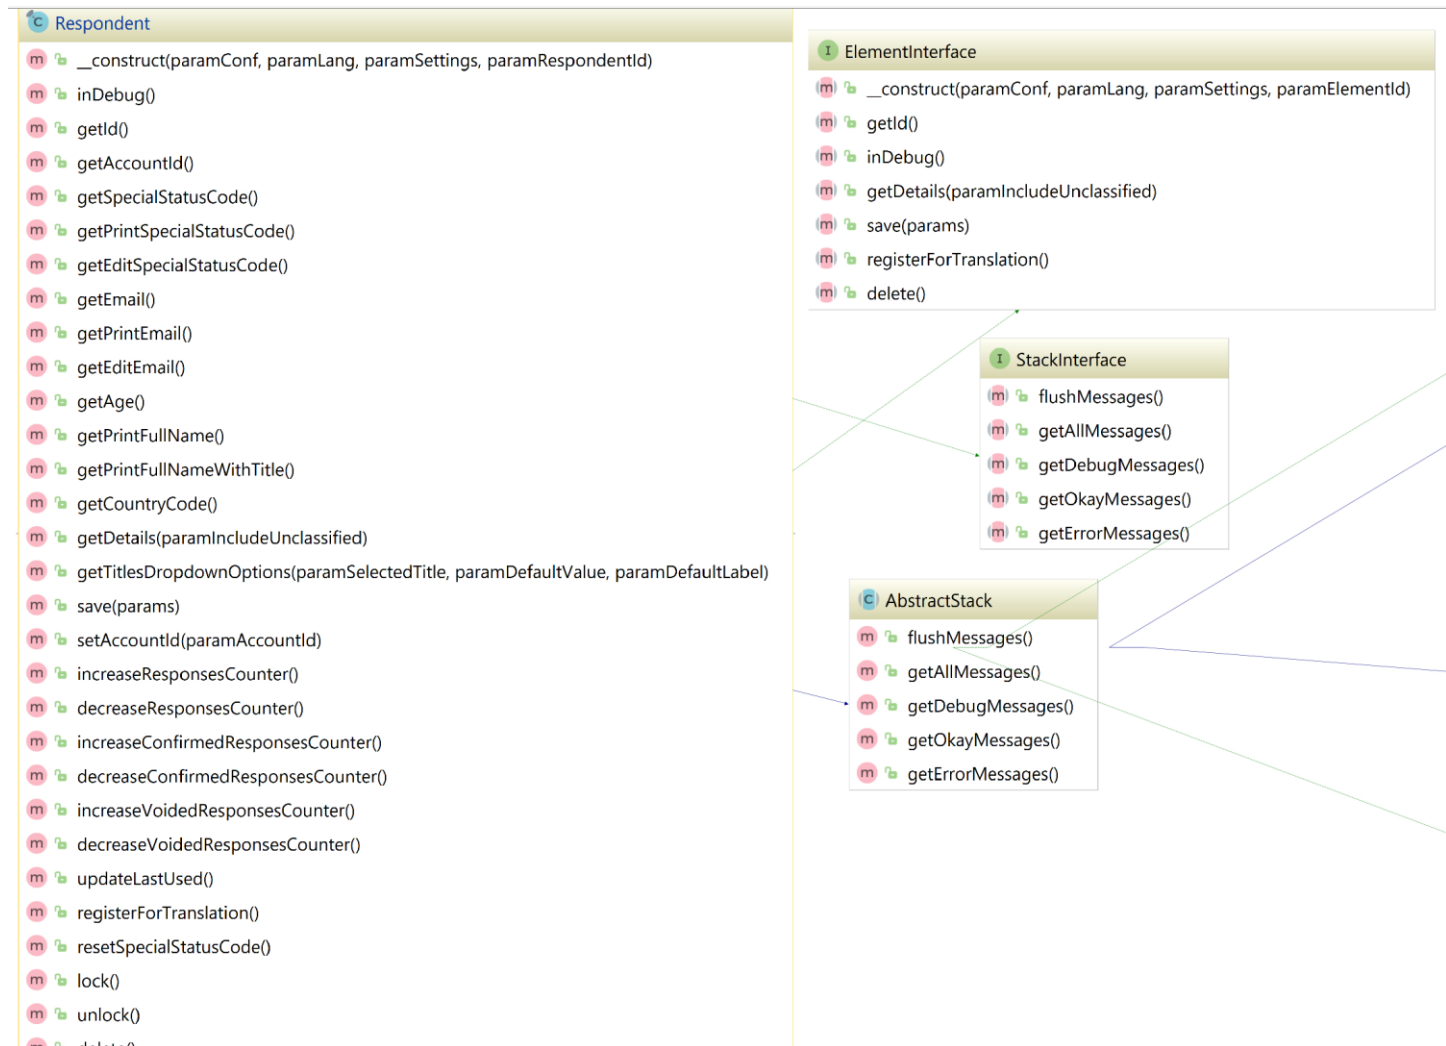 Respondent
__construct(paramConf, paramLang, paramSettings, paramRespondentId)
inDebug()
getId()
getAccountId()
getSpecialStatusCode()
getPrintSpecialStatusCode()
getEditSpecialStatusCode()
getEmail()
getPrintEmail()
getEditEmail()
getAge()
getPrintFullName()
getPrintFullNameWithTitle()
getCountryCode()
getDetails(paramIncludeUnclassified)
getTitlesDropdownOptions(paramSelectedTitle, paramDefaultValue, paramDefaultLabel)
save(params)
setAccountId(paramAccountId)
increaseResponsesCounter()
decreaseResponsesCounter()
increaseConfirmedResponsesCounter()
decreaseConfirmedResponsesCounter()
increaseVoidedResponsesCounter()
decreaseVoidedResponsesCounter()
updateLastUsed()
registerForTranslation()
resetSpecialStatusCode()
lock()
unlock()
ElementInterface
__construct(paramConf, paramLang, paramSettings, paramElementId)
getId()
inDebug()
getDetails(paramIncludeUnclassified)
save(params)
registerForTranslation()
delete()
StackInterface
flushMessages()
getAllMessages()
getDebugMessages()
getOkayMessages()
getErrorMessages()
AbstractStack
flushMessages()
getAllMessages()
getDebugMessages()
getOkayMessages()
getErrorMessages()